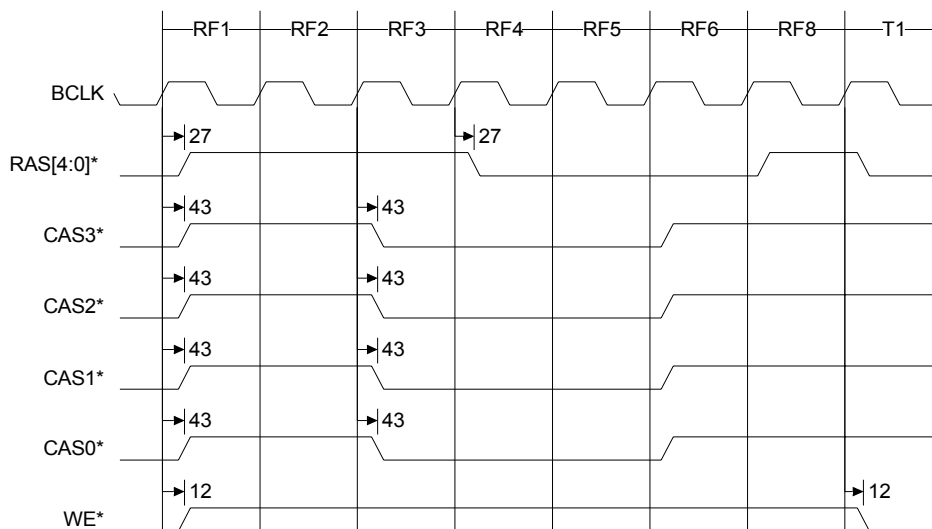 RF1 RF2 RF3 RF4 RF5 RF6 RF8 T1
BCLK
27 27
RAS[4:0]*
43 43
CAS3*
43 43
CAS2*
43 43
CAS1*
43 43
CAS0*
12 12
WE*